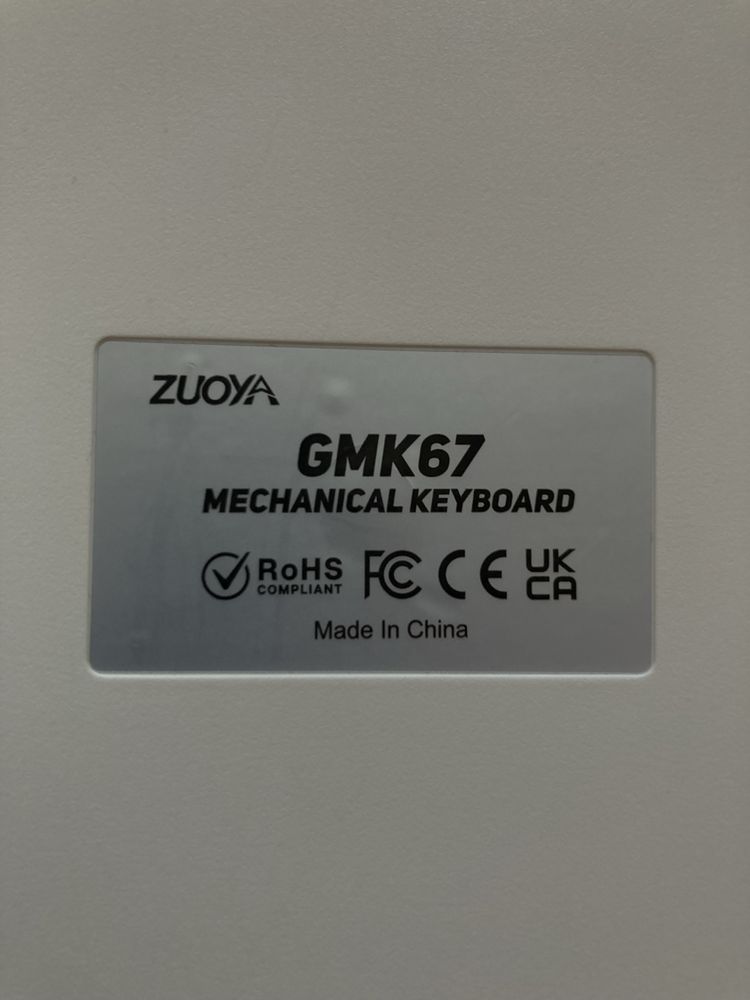 ZUOYA
GMK67
MECHANICAL KEYBOARD
RoHS FC CE UK
COMPLIANT CA
Made In China